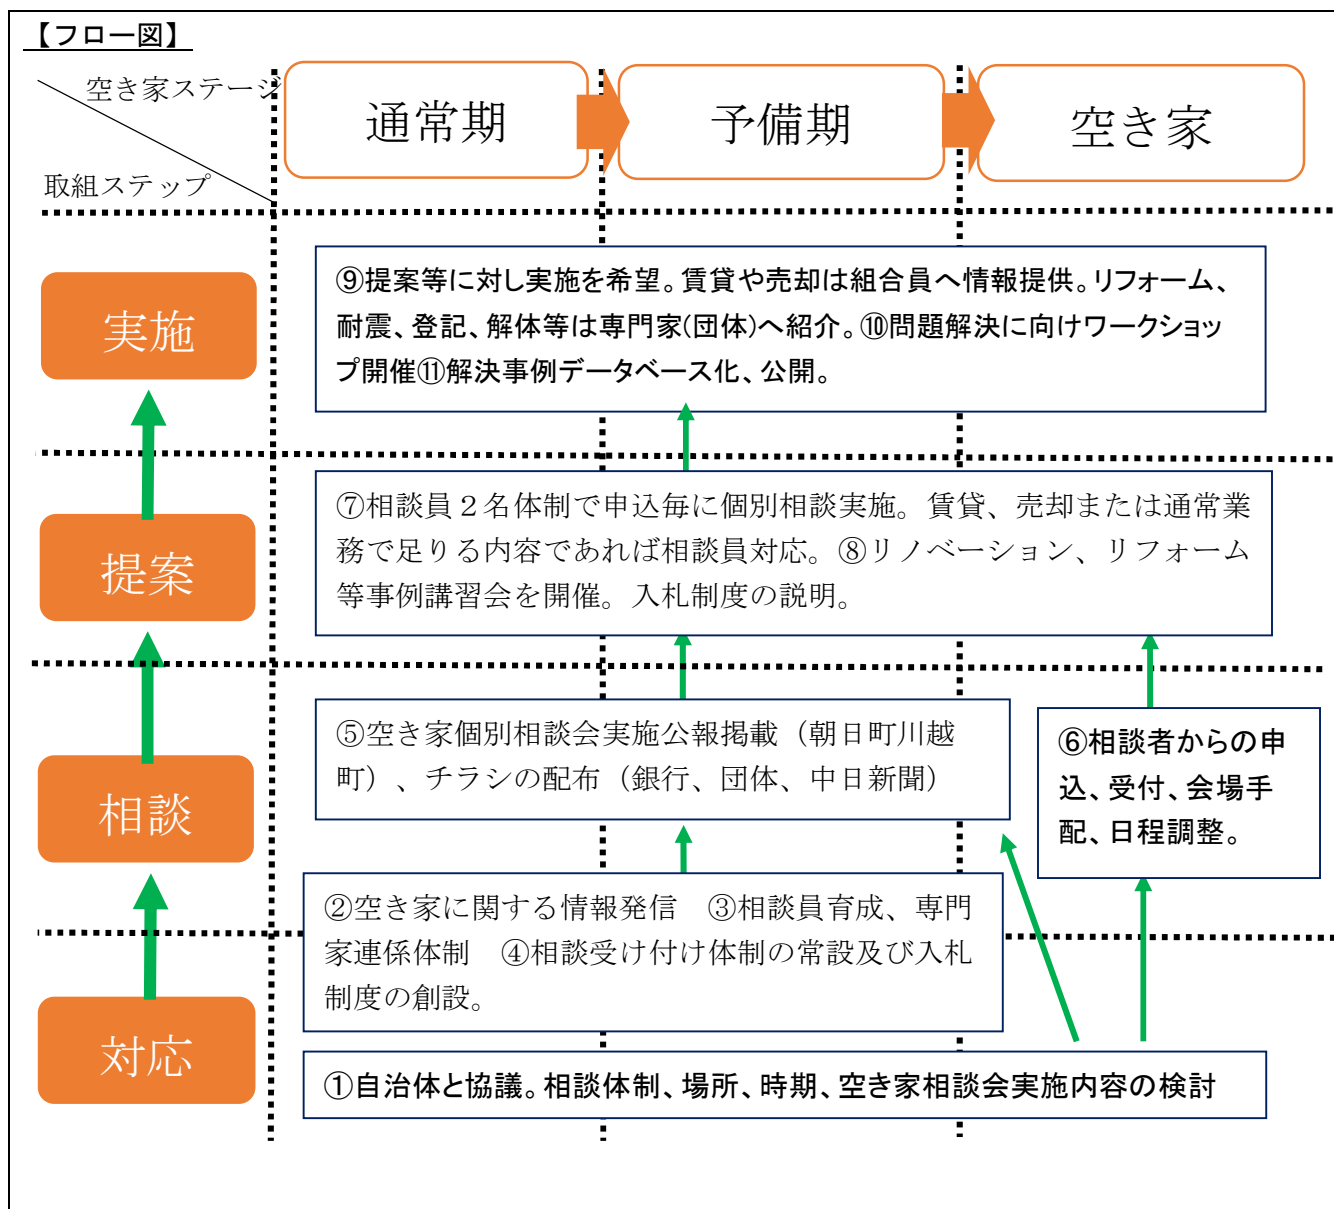 【フロー図】
空き家ステージ
取組ステップ
通常期
予備期
空き家
実施
⑨提案等に対し実施を希望。賃貸や売却は組合員へ情報提供。リフォーム、
耐震、登記、解体等は専門家(団体)へ紹介。⑩問題解決に向けワークショッ
プ開催⑪解決事例データベース化、公開。
提案
⑦相談員２名体制で申込毎に個別相談実施。賃貸、売却または通常業
務で足りる内容であれば相談員対応。⑧リノベーション、リフォーム
等事例講習会を開催。入札制度の説明。
相談
⑤空き家個別相談会実施公報掲載（朝日町川越
町）、チラシの配布（銀行、団体、中日新聞）
⑥相談者からの申
込、受付、会場手
配、日程調整。
②空き家に関する情報発信　③相談員育成、専門
家連係体制　④相談受け付け体制の常設及び入札
制度の創設。
対応
①自治体と協議。相談体制、場所、時期、空き家相談会実施内容の検討